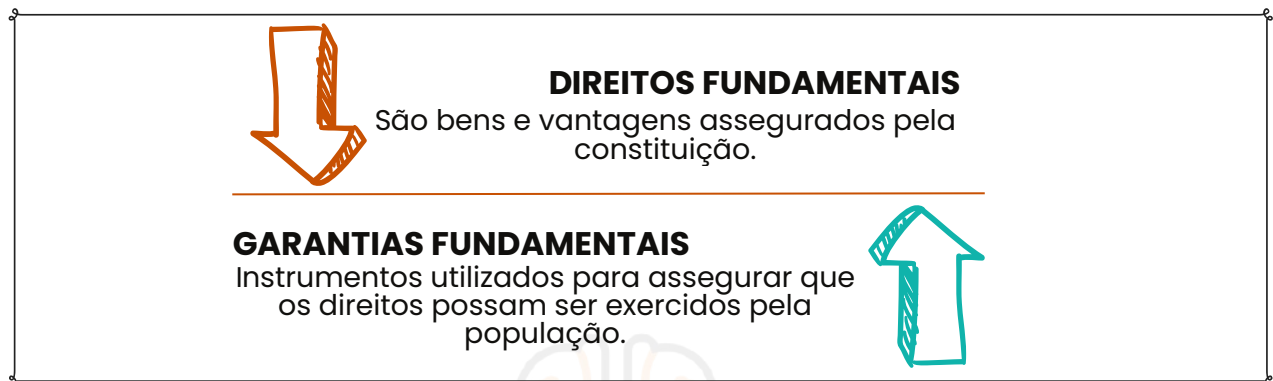 DIREITOS FUNDAMENTAIS
São bens e vantagens assegurados pela
constituição.
GARANTIAS FUNDAMENTAIS
Instrumentos utilizados para assegurar que
os direitos possam ser exercidos pela
população.